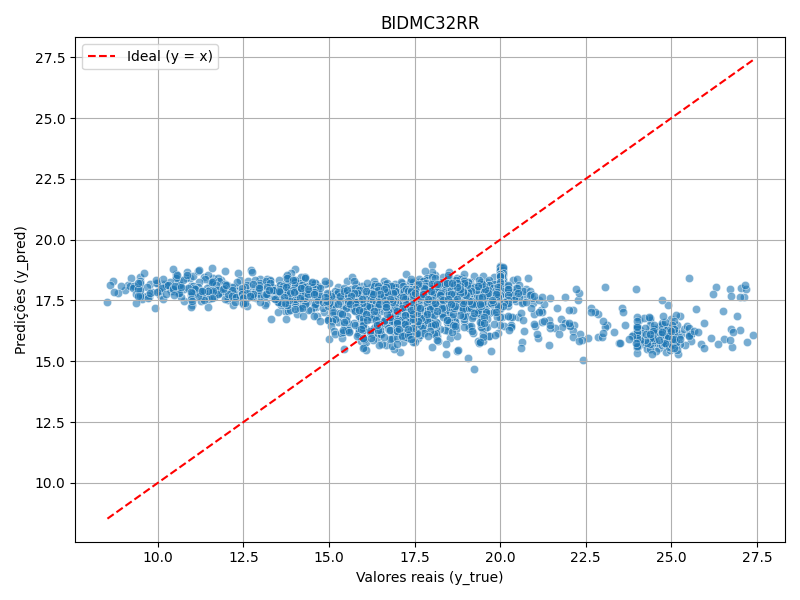 BIDMC32RR
Ideal (y = x)
27.5
25.0
22.5
20.0
17.5
15.0
12.5
10.0
Predições (y_pred)
10.0 12.5 15.0 17.5 20.0 22.5 25.0 27.5
Valores reais (y_true)